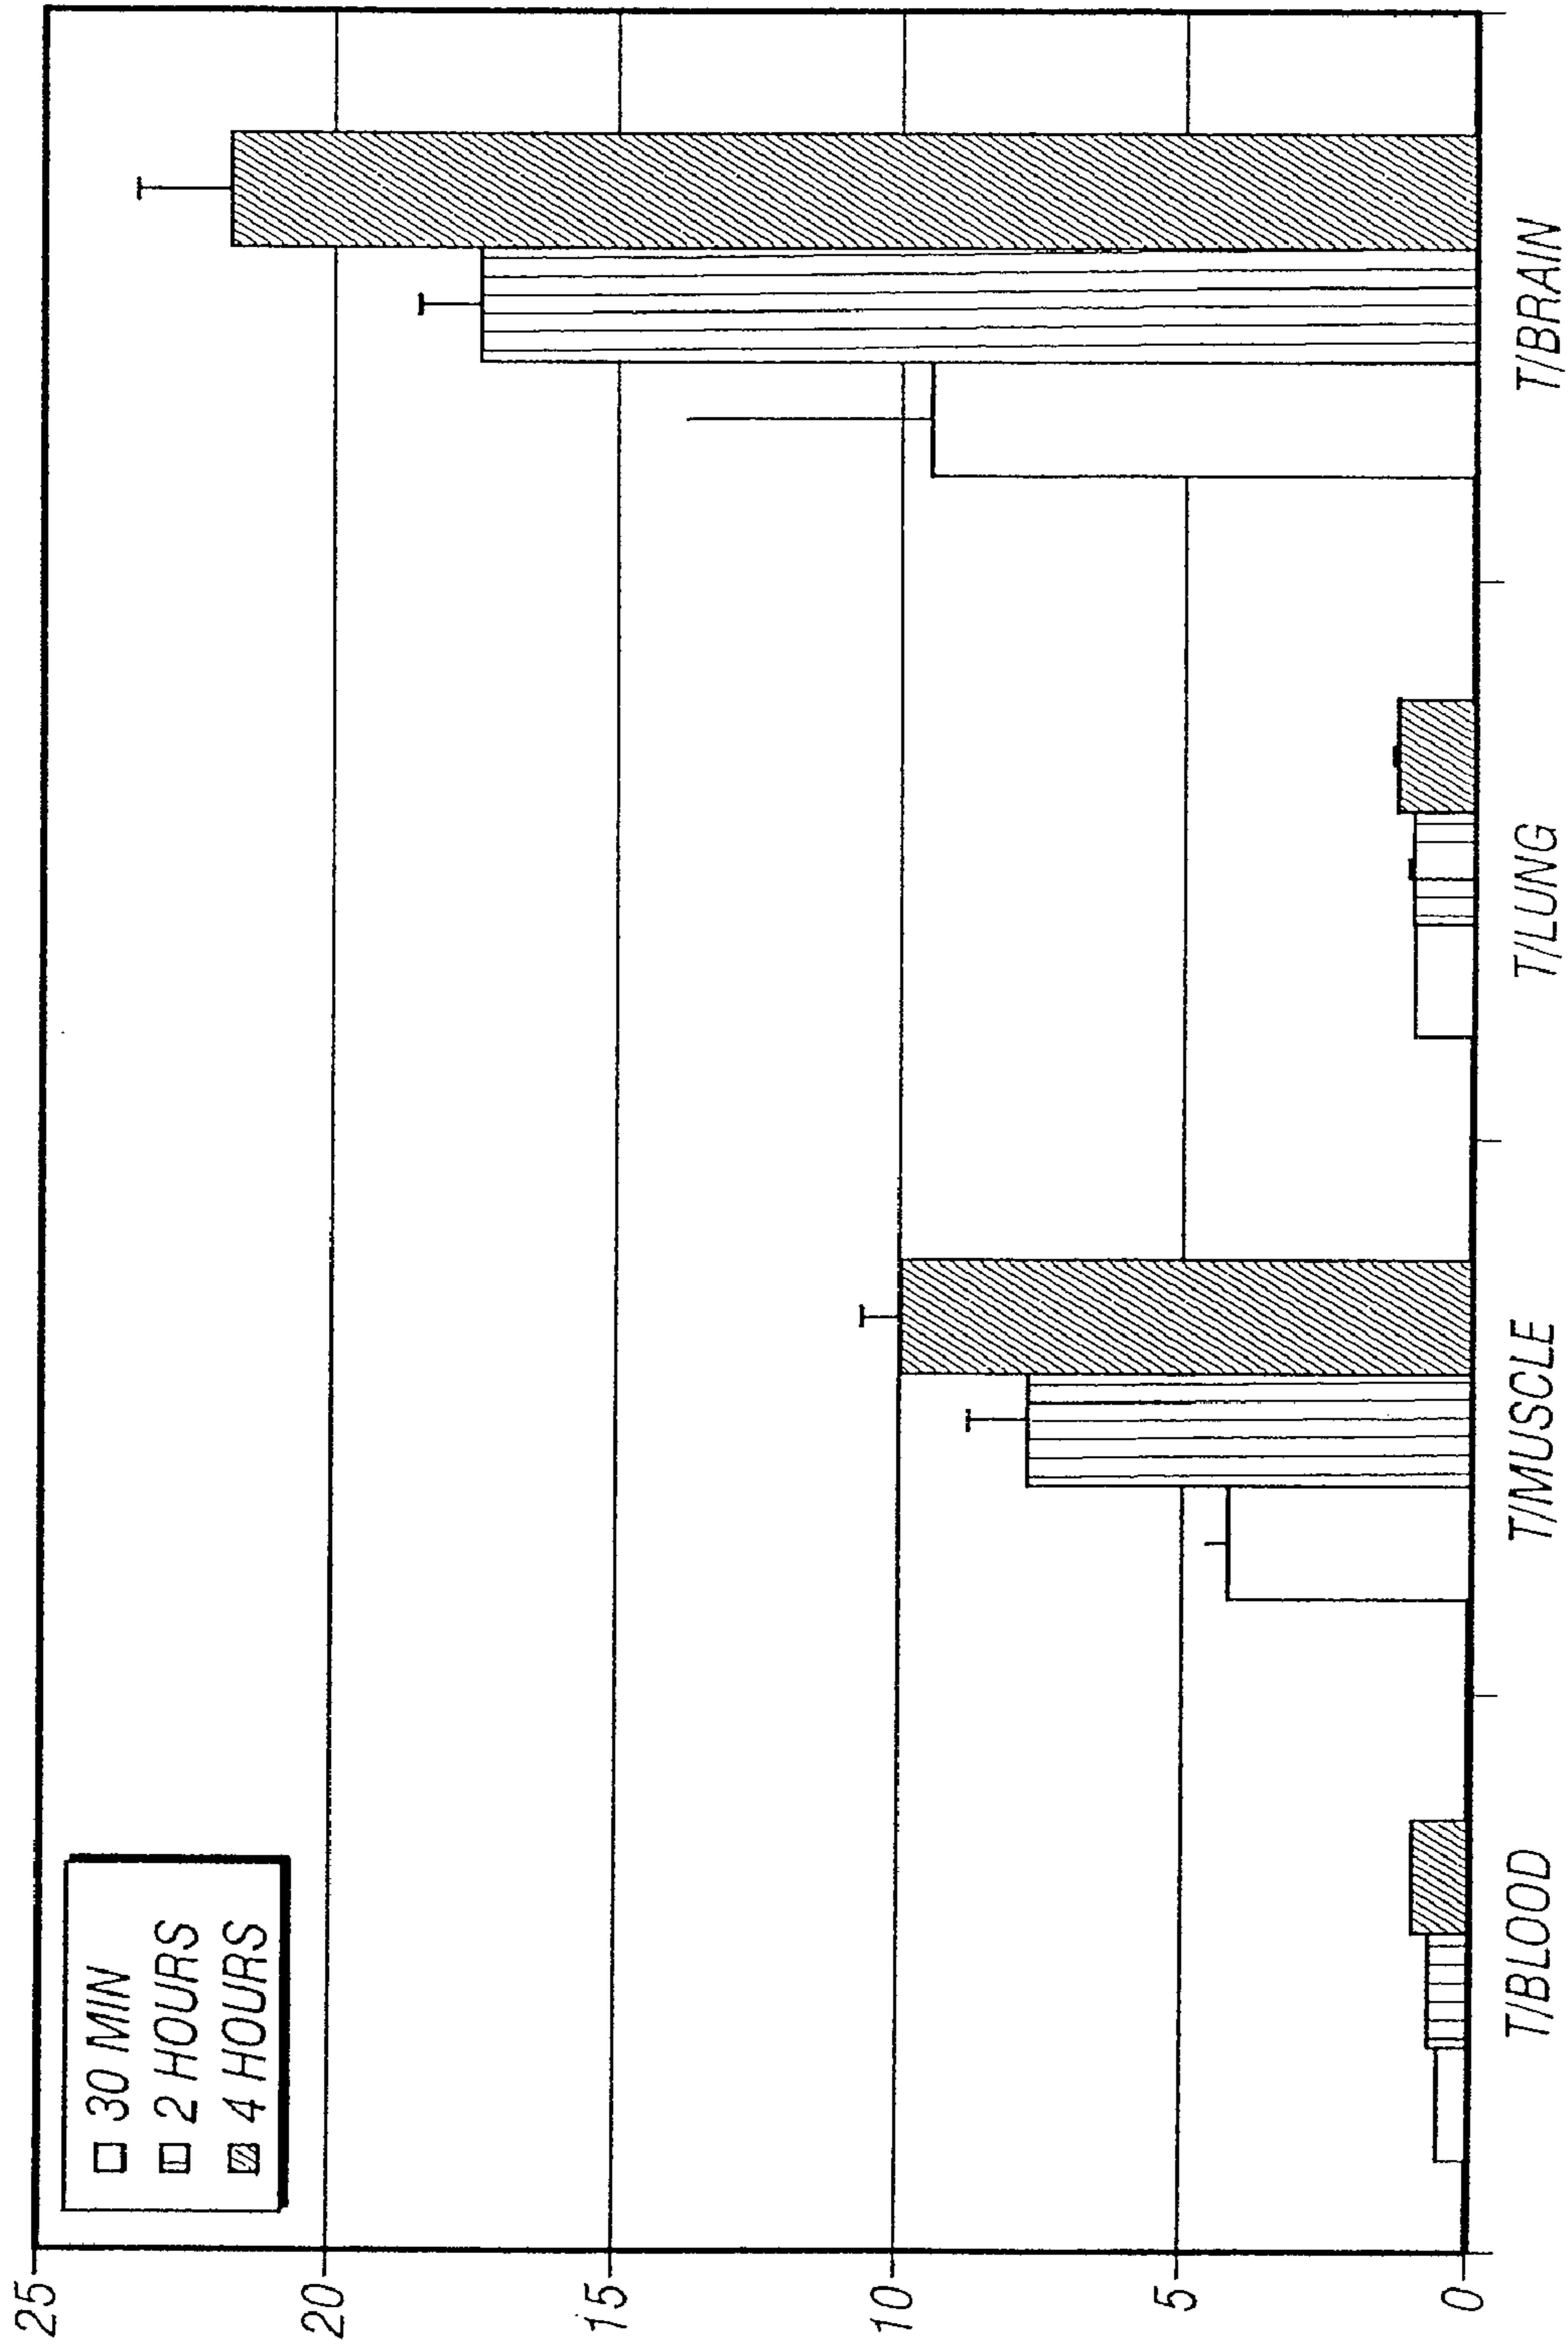 30 MIN
2 HOURS
4 HOURS
25
20
15
10
5
0
T/BLOOD
T/MUSCLE
T/LUNG
T/BRAIN